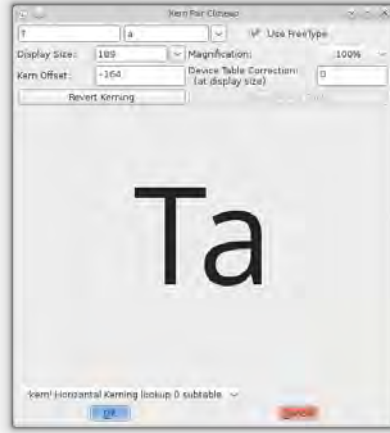 Kern Pair Closeup
T a Use FreeType
Display Size: 189 Magnification: 100%
Kern Offset: -164 Device Table Correction: 0
(at display size)
Revert Kerning
Ta
'kern' Horizontal Kerning lookup 0 subtable
OK Cancel